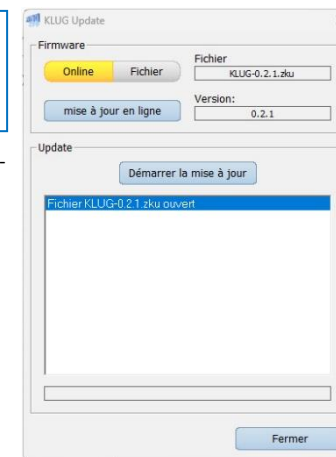 KLUG Update
Firmware
Online
Fichier
Fichier
KLUG-0.2.1.zku
mise à jour en ligne
Version:
0.2.1
Update
Démarrer la mise à jour
Fichier KLUG-0.2.1.zku ouvert
Fermer